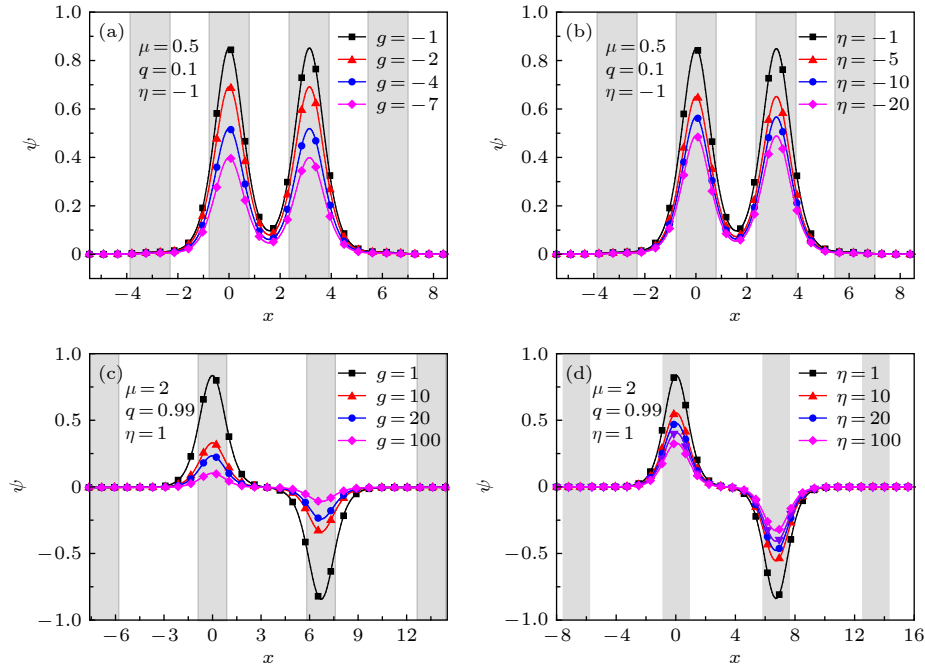 (a)
μ=0.5
q=0.1
η=−1
g=−1
g=−2
g=−4
g=−7
0.8
0.6
0.4
0.2
0
ψ
−4 −2 0 2 4 6 8
x
(b)
μ=0.5
q=0.1
η=−1
η=−1
η=−5
η=−10
η=−20
0.8
0.6
0.4
0.2
0
ψ
−4 −2 0 2 4 6 8
x
(c)
μ=2
q=0.99
η=1
g=1
g=10
g=20
g=100
1.0
0.5
0
−0.5
−1.0
ψ
−6 −3 0 3 6 9 12
x
(d)
μ=2
q=0.99
η=1
η=1
η=10
η=20
η=100
1.0
0.5
0
−0.5
−1.0
ψ
−8 −4 0 4 8 12 16
x